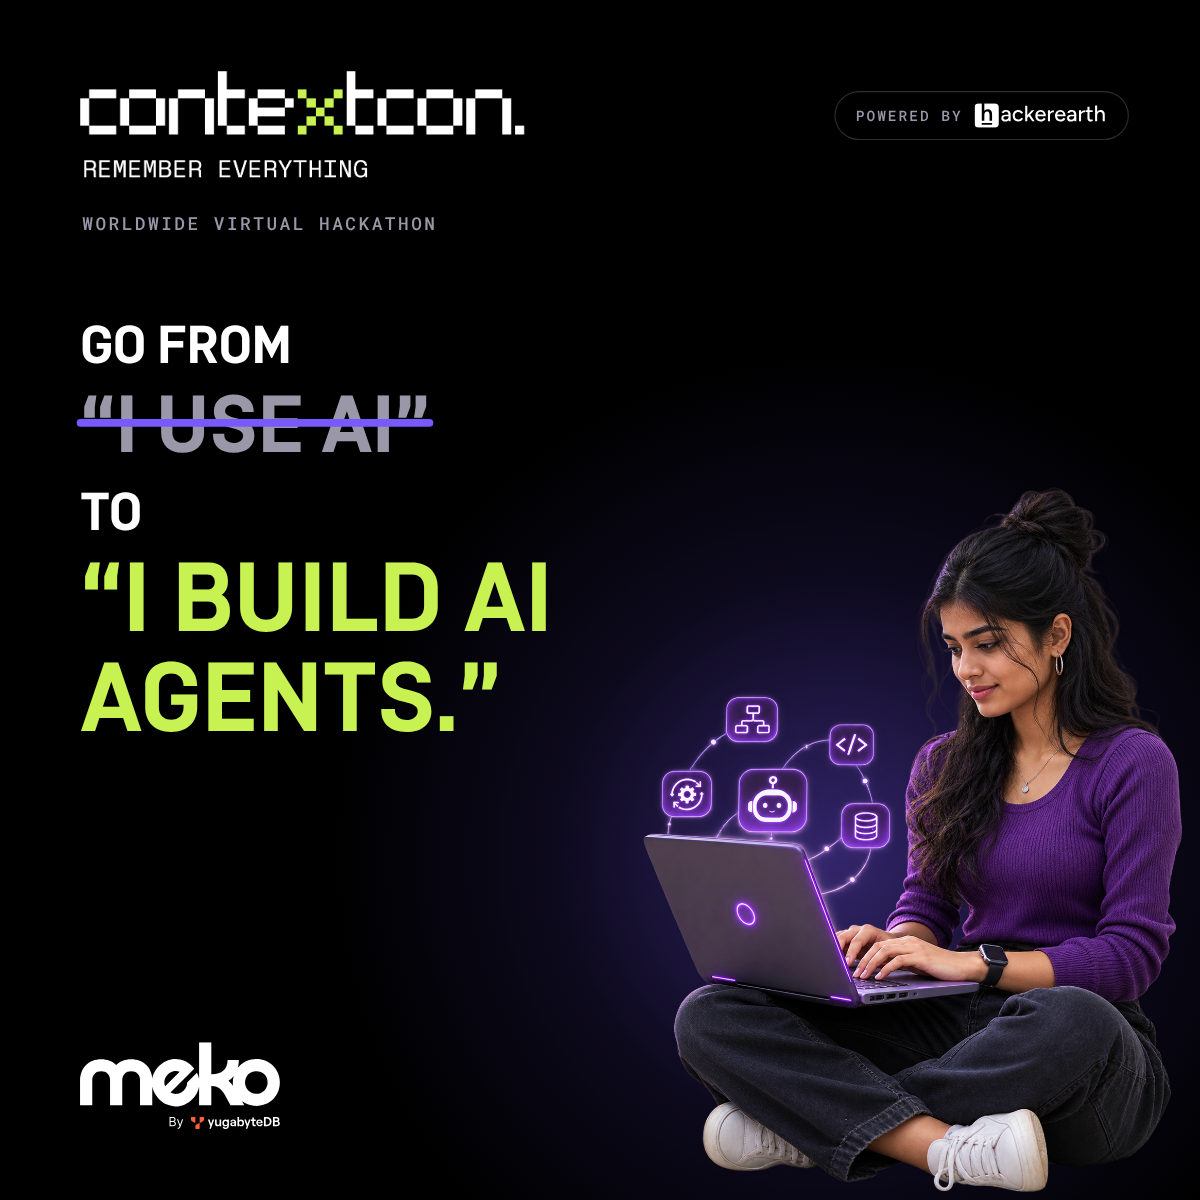 contextcon.
REMEMBER EVERYTHING
WORLDWIDE VIRTUAL HACKATHON
POWERED BY hackerearth
GO FROM
“I USE AI”
TO
“I BUILD AI
AGENTS.”
</>
meko
By yugabyteDB